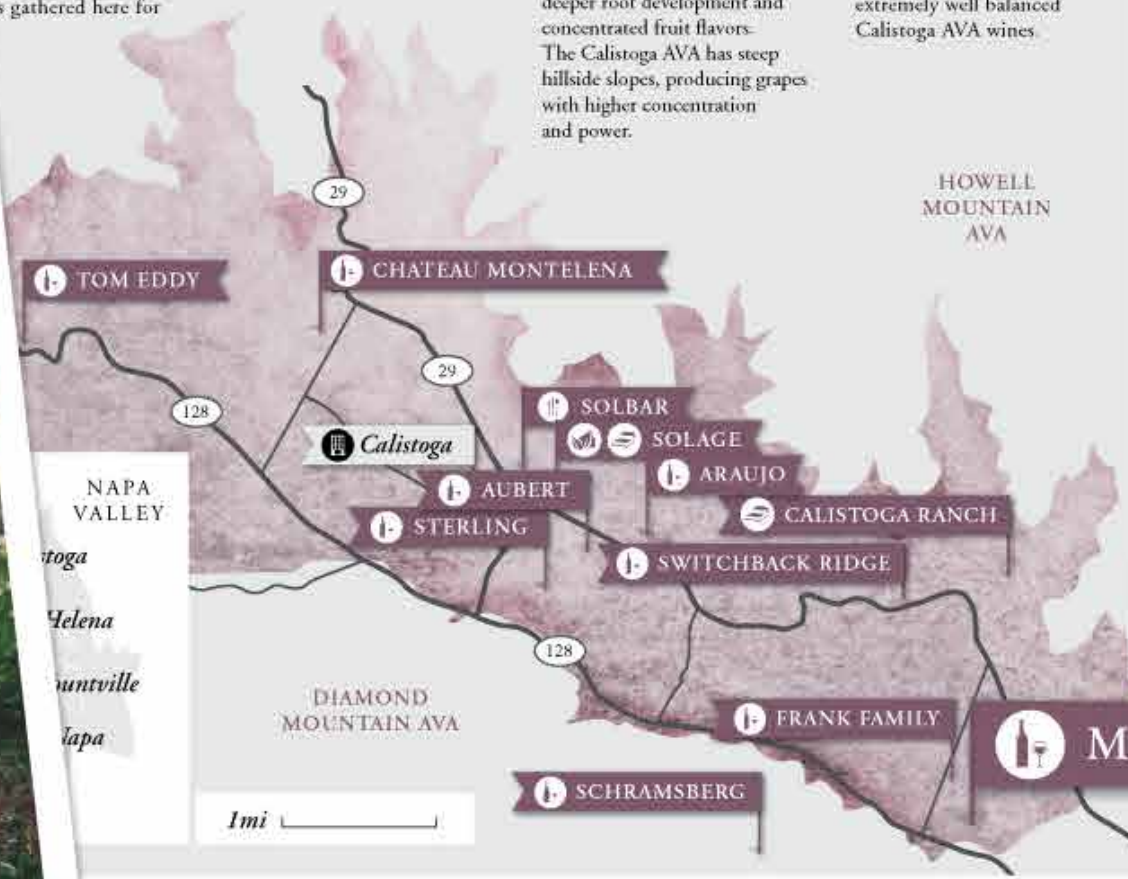 s gathered here for
deeper root development and
concentrated fruit flavors.
The Calistoga AVA has steep
hillside slopes, producing grapes
with higher concentration
and power.
extremely well balanced
Calistoga AVA wines
HOWELL
MOUNTAIN
AVA
29
TOM EDDY
CHATEAU MONTELENA
29
128
SOLBAR
Calistoga
SOLAGE
ARAUJO
AUBERT
CALISTOGA RANCH
STERLING
SWITCHBACK RIDGE
NAPA
VALLEY
stoga
Helena
ountville
Napa
128
DIAMOND
MOUNTAIN AVA
FRANK FAMILY
M
SCHRAMSBERG
1mi